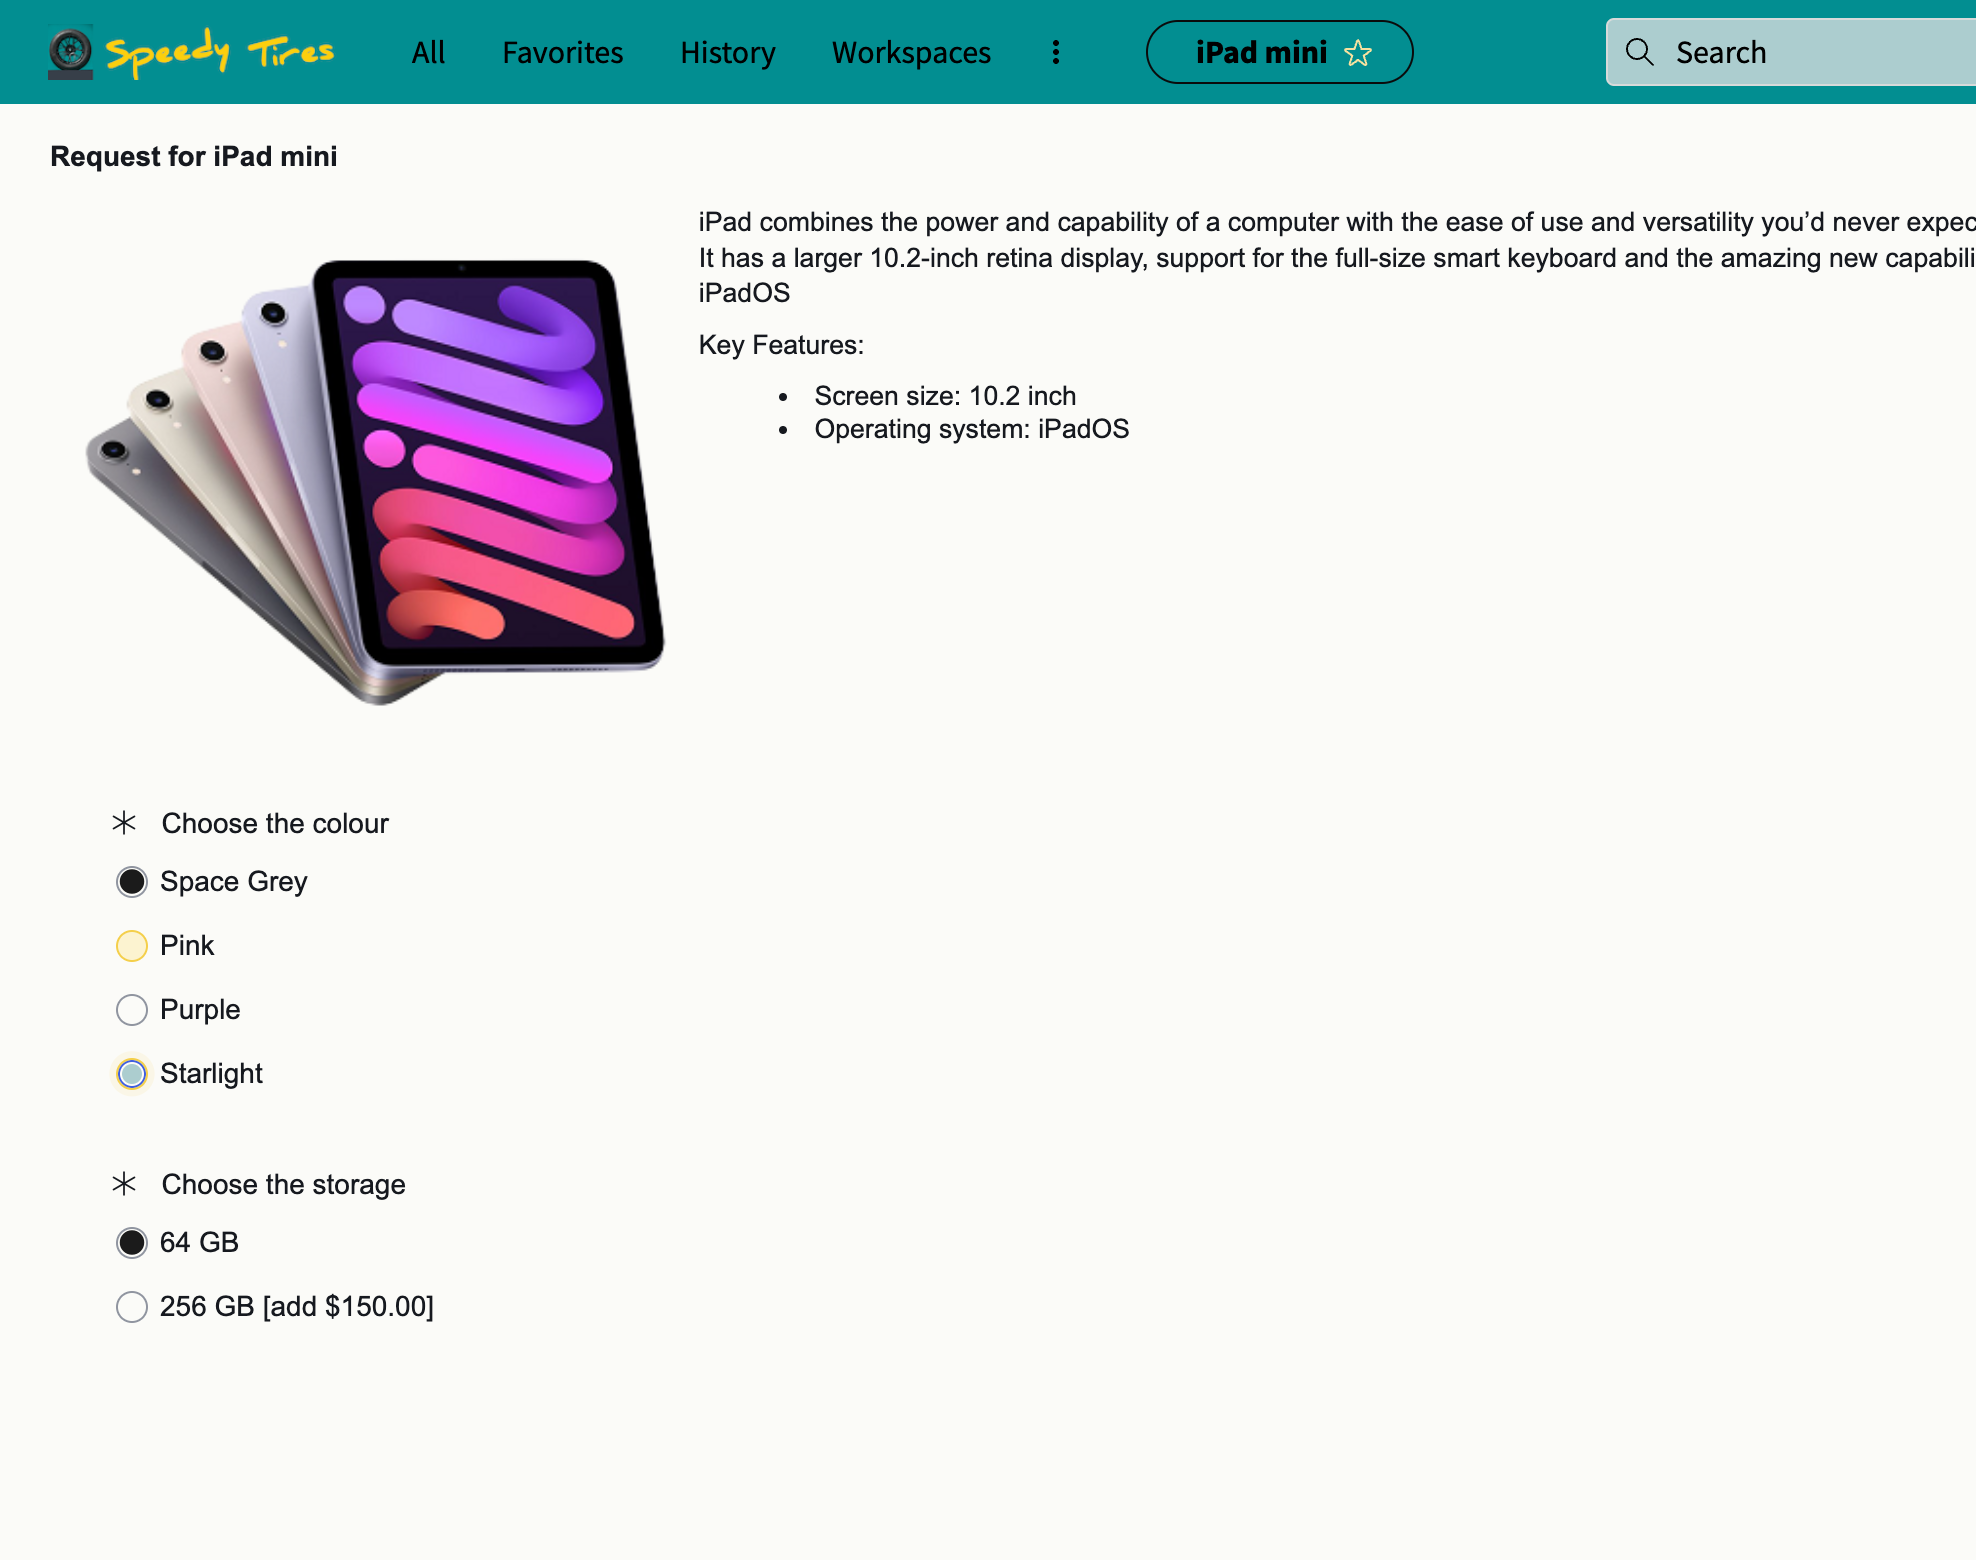 Speedy Tires
All
Favorites
History
Workspaces
iPad mini
Search
Request for iPad mini
iPad combines the power and capability of a computer with the ease of use and versatility you’d never expec
It has a larger 10.2-inch retina display, support for the full-size smart keyboard and the amazing new capabili
iPadOS
Key Features:
• Screen size: 10.2 inch
• Operating system: iPadOS
Choose the colour
Space Grey
Pink
Purple
Starlight
Choose the storage
64 GB
256 GB [add $150.00]